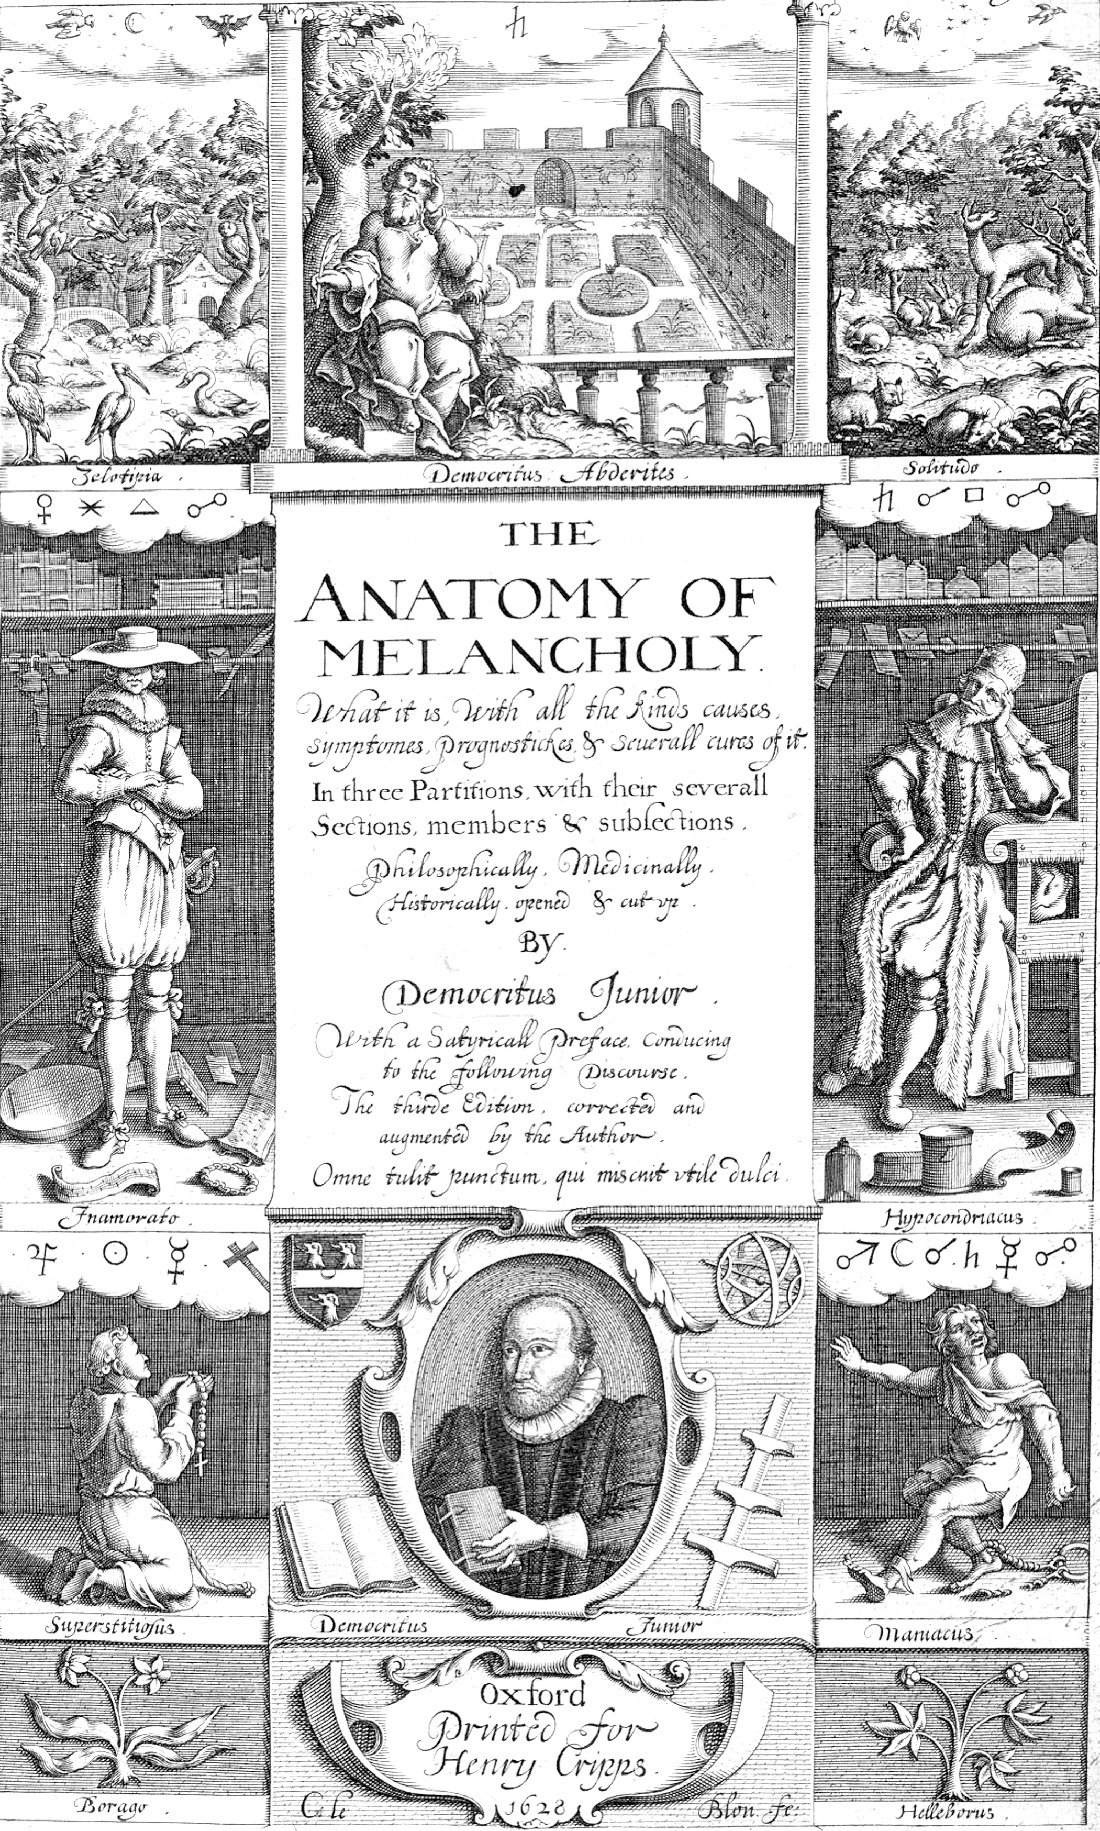 Zelotipia.
Democritus Abderites.
Solitudo.
THE
ANATOMY OF
MELANCHOLY.
What it is, With all the kinds causes,
symptomes, prognostickes, & severall cures of it.
In three Partitions, with their severall
Sections, members & subsections.
Philosophically, Medicinally,
Historically, opened & cut vp.
By.
Democritus Junior.
With a Satyricall Preface, Conducing
to the following Discourse.
The thirde Edition, corrected and
augmented by the Author.
Omne tulit punctum, qui miscuit vtile dulci.
Inamorato.
Hypocondriacus.
Superstitiosus.
Democritus Junior
Maniacus.
Oxford
Printed for
Henry Cripps.
1628
C. le Blon. fe:
Borago.
Helleborus.